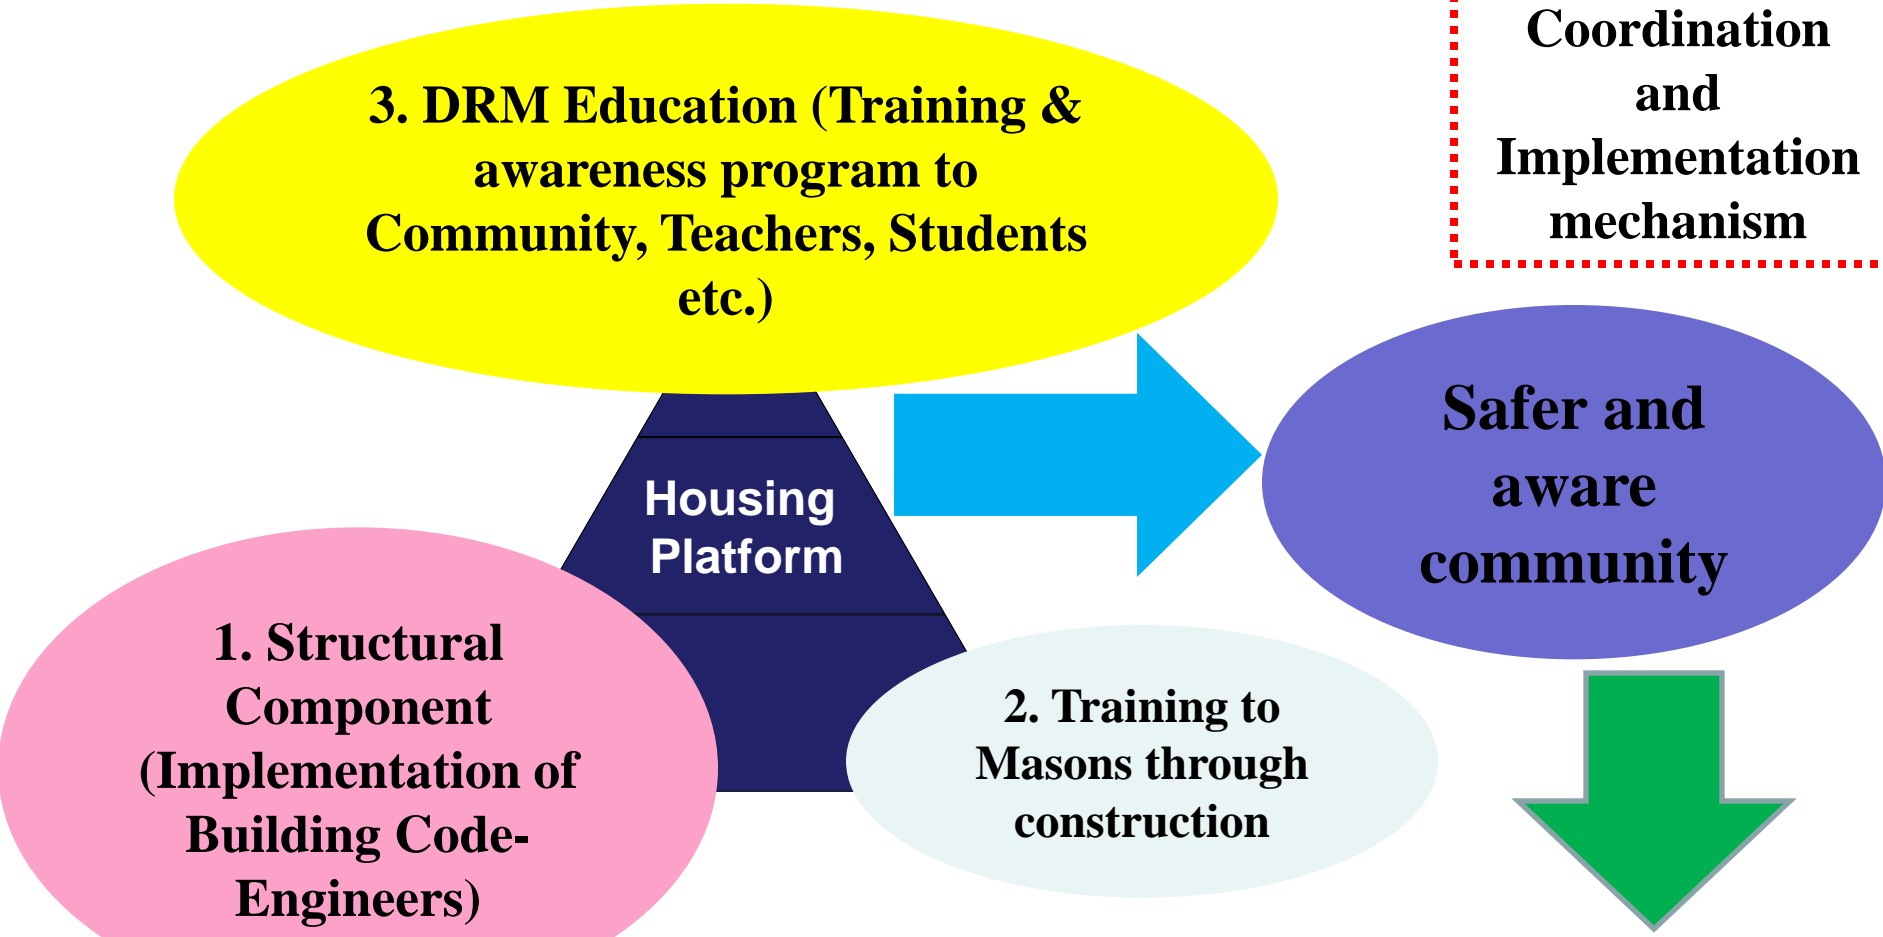 3. DRM Education (Training &
awareness program to
Community, Teachers, Students
etc.)
Coordination
and
Implementation
mechanism
Housing
Platform
Safer and
aware
community
1. Structural
Component
(Implementation of
Building Code-
Engineers)
2. Training to
Masons through
construction